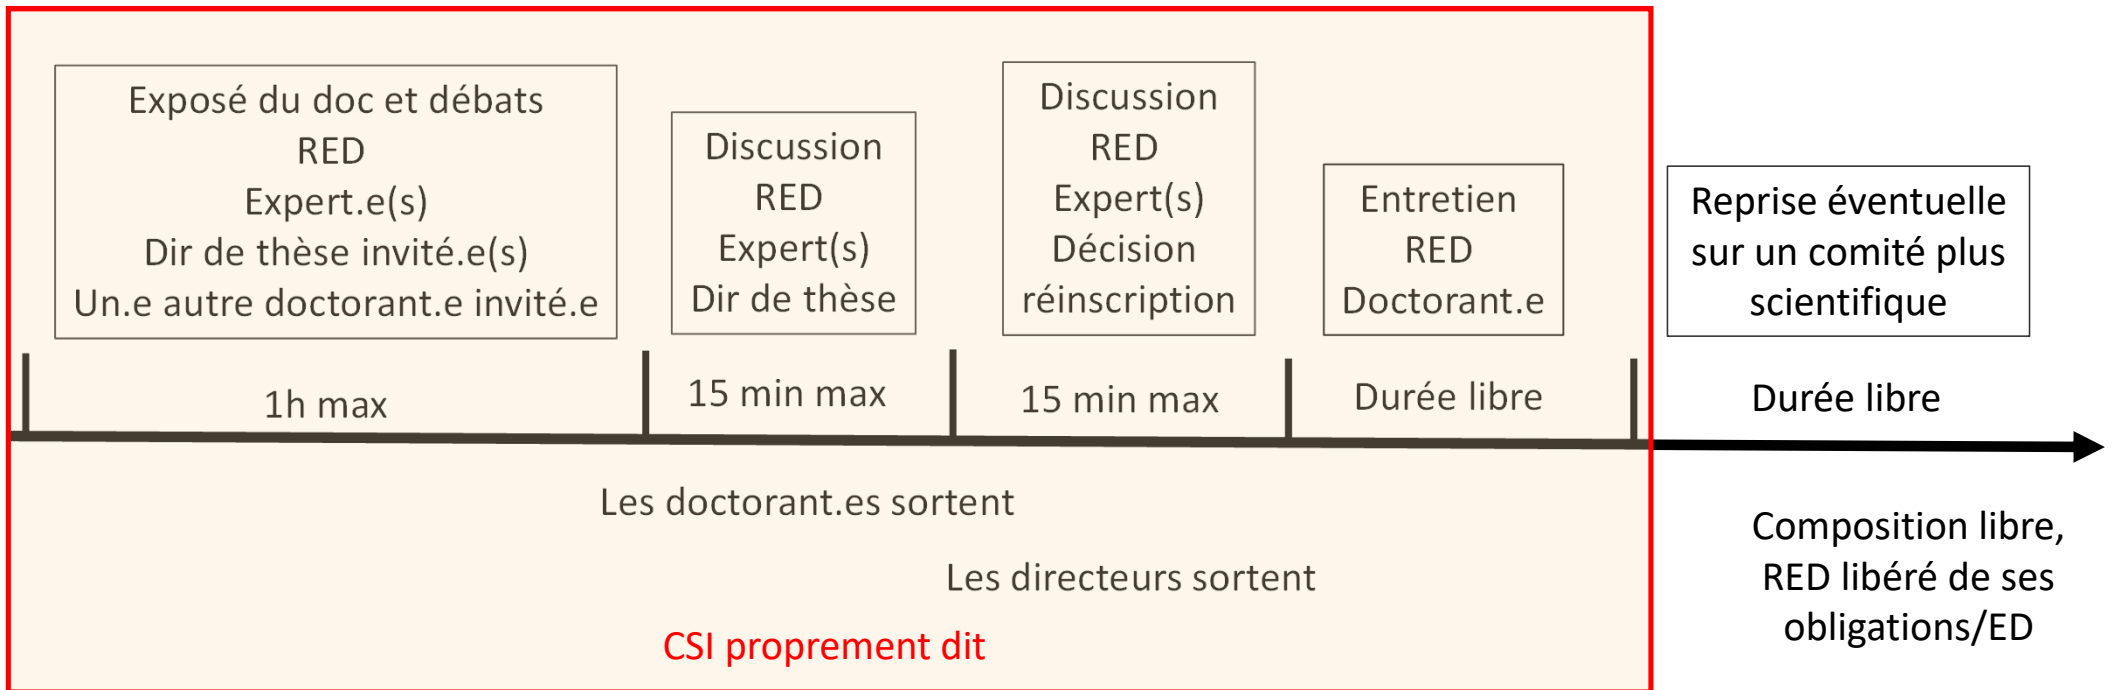 Exposé du doc et débats
RED
Expert.e(s)
Dir de thèse invité.e(s)
Un.e autre doctorant.e invité.e
Discussion
RED
Expert(s)
Dir de thèse
Discussion
RED
Expert(s)
Décision
réinscription
Entretien
RED
Doctorant.e
Reprise éventuelle
sur un comité plus
scientifique
1h max
15 min max
15 min max
Durée libre
Durée libre
Les doctorant.es sortent
Les directeurs sortent
CSI proprement dit
Composition libre,
RED libéré de ses
obligations/ED